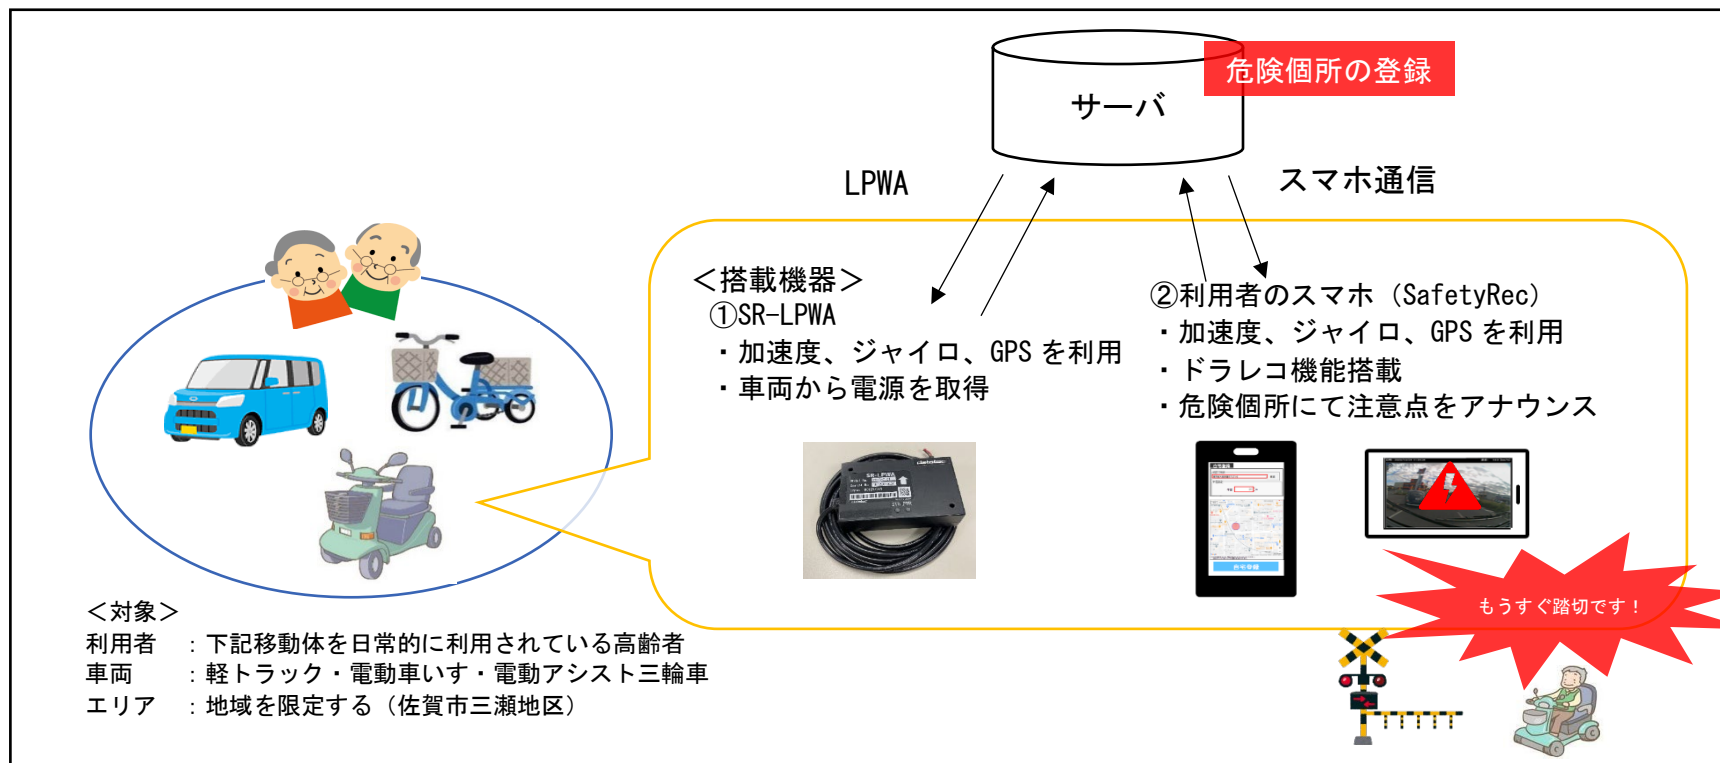 危険個所の登録
サーバ
LPWA
スマホ通信
＜搭載機器＞
①SR-LPWA
・加速度、ジャイロ、GPSを利用
・車両から電源を取得
②利用者のスマホ（SafetyRec）
・加速度、ジャイロ、GPSを利用
・ドラレコ機能搭載
・危険個所にて注意点をアナウンス
SR-LPWA
もうすぐ踏切です！
＜対象＞
利用者　：下記移動体を日常的に利用されている高齢者
車両　　：軽トラック・電動車いす・電動アシスト三輪車
エリア　：地域を限定する（佐賀市三瀬地区）